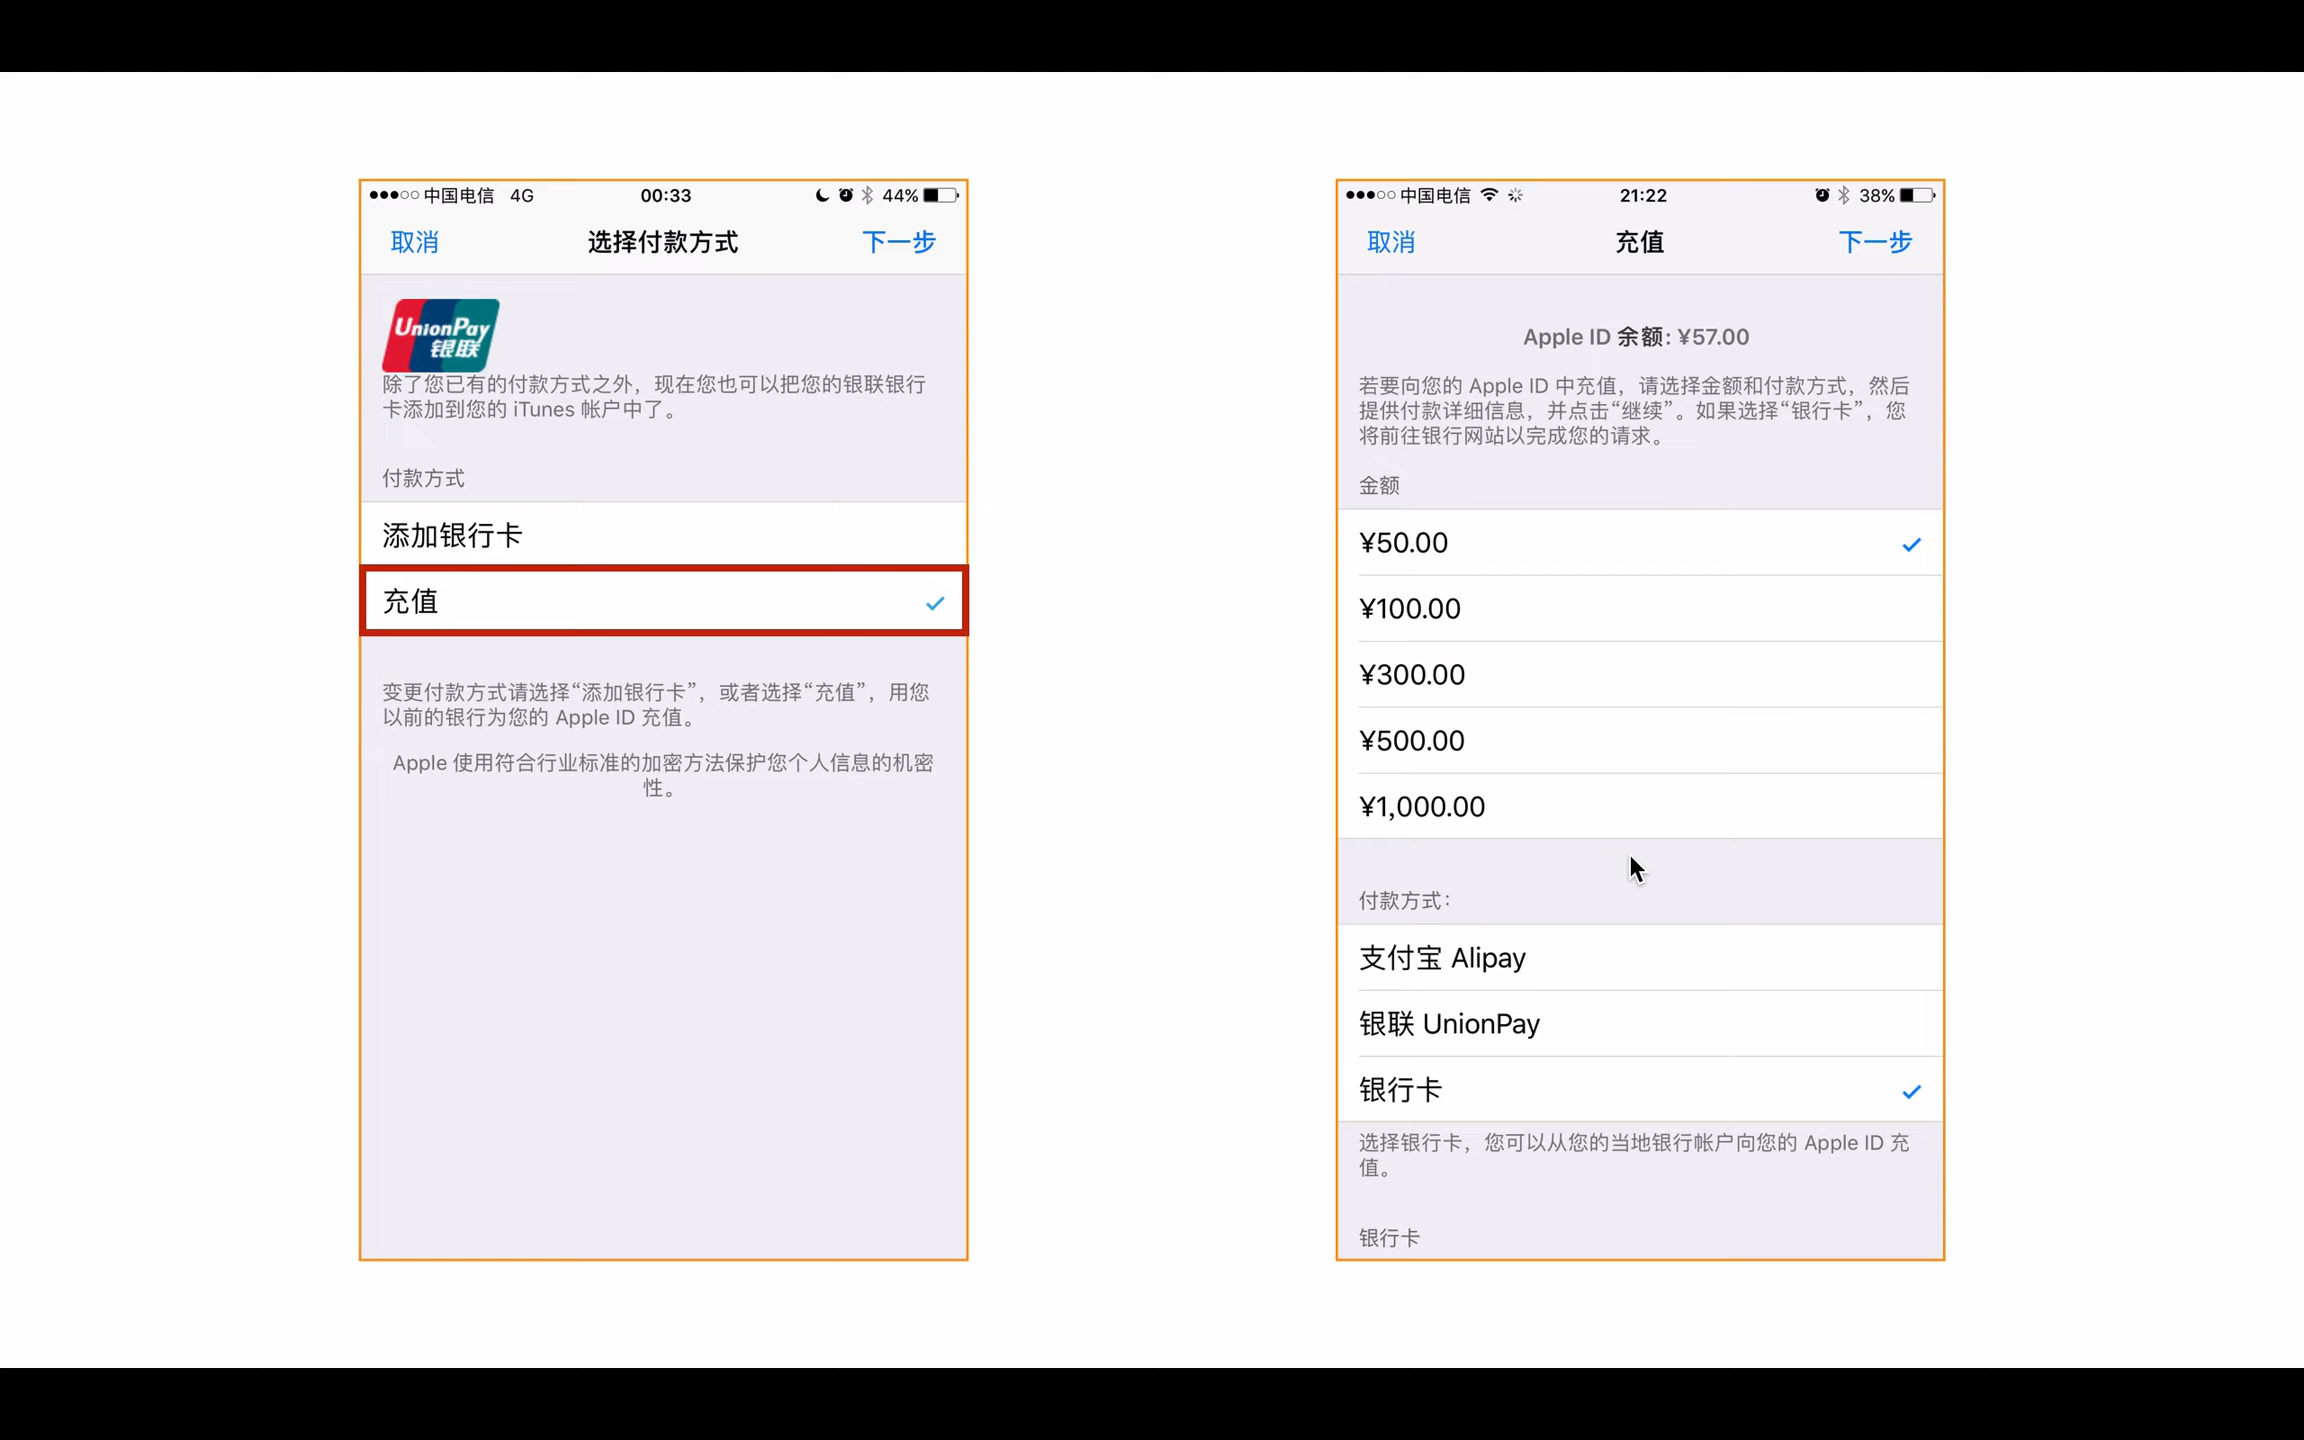 中国电信 4G 00:33 44%
取消 选择付款方式 下一步
UnionPay
银联
除了您已有的付款方式之外，现在您也可以把您的银联银行
卡添加到您的 iTunes 帐户中了。
付款方式
添加银行卡
充值
变更付款方式请选择“添加银行卡”，或者选择“充值”，用您
以前的银行为您的 Apple ID 充值。
Apple 使用符合行业标准的加密方法保护您个人信息的机密
性。
中国电信 21:22 38%
取消 充值 下一步
Apple ID 余额: ¥57.00
若要向您的 Apple ID 中充值，请选择金额和付款方式，然后
提供付款详细信息，并点击“继续”。如果选择“银行卡”，您
将前往银行网站以完成您的请求。
金额
¥50.00
¥100.00
¥300.00
¥500.00
¥1,000.00
付款方式：
支付宝 Alipay
银联 UnionPay
银行卡
选择银行卡，您可以从您的当地银行帐户向您的 Apple ID 充
值。
银行卡